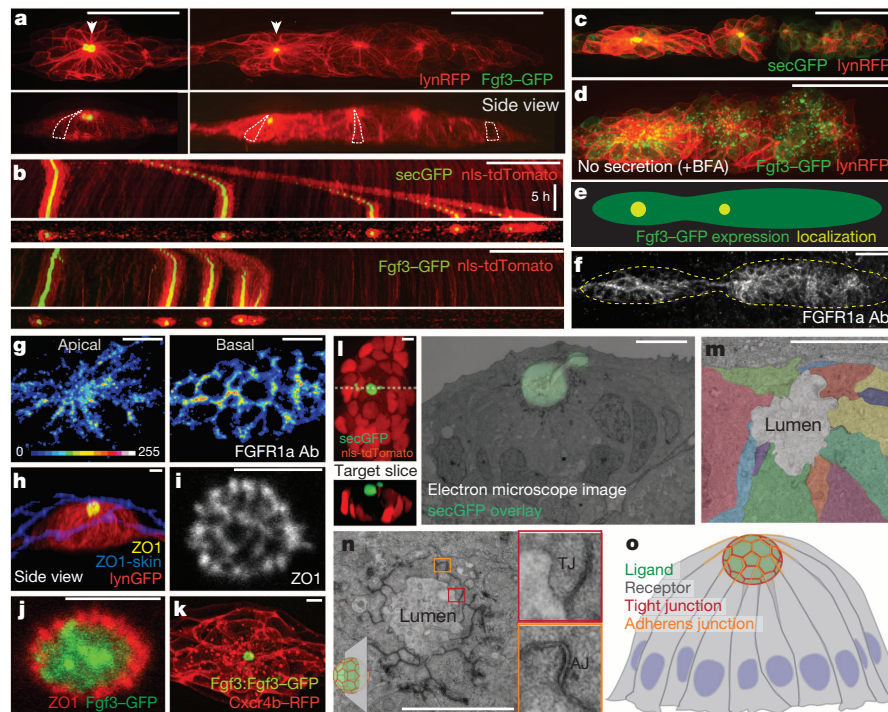 a
lynRFP Fgf3–GFP
Side view
b
secGFP nls-tdTomato
5 h
Fgf3–GFP nls-tdTomato
c
secGFP lynRFP
d
No secretion (+BFA) Fgf3–GFP lynRFP
e
Fgf3–GFP expression localization
f
FGFR1a Ab
g
Apical
Basal
0 255
FGFR1a Ab
h
ZO1
ZO1-skin
Side view lynGFP
i
ZO1
j
ZO1 Fgf3–GFP
k
Fgf3:Fgf3–GFP
Cxcr4b–RFP
l
secGFP
nls-tdTomato
Target slice
Electron microscope image
secGFP overlay
m
Lumen
n
Lumen
TJ
AJ
o
Ligand
Receptor
Tight junction
Adherens junction